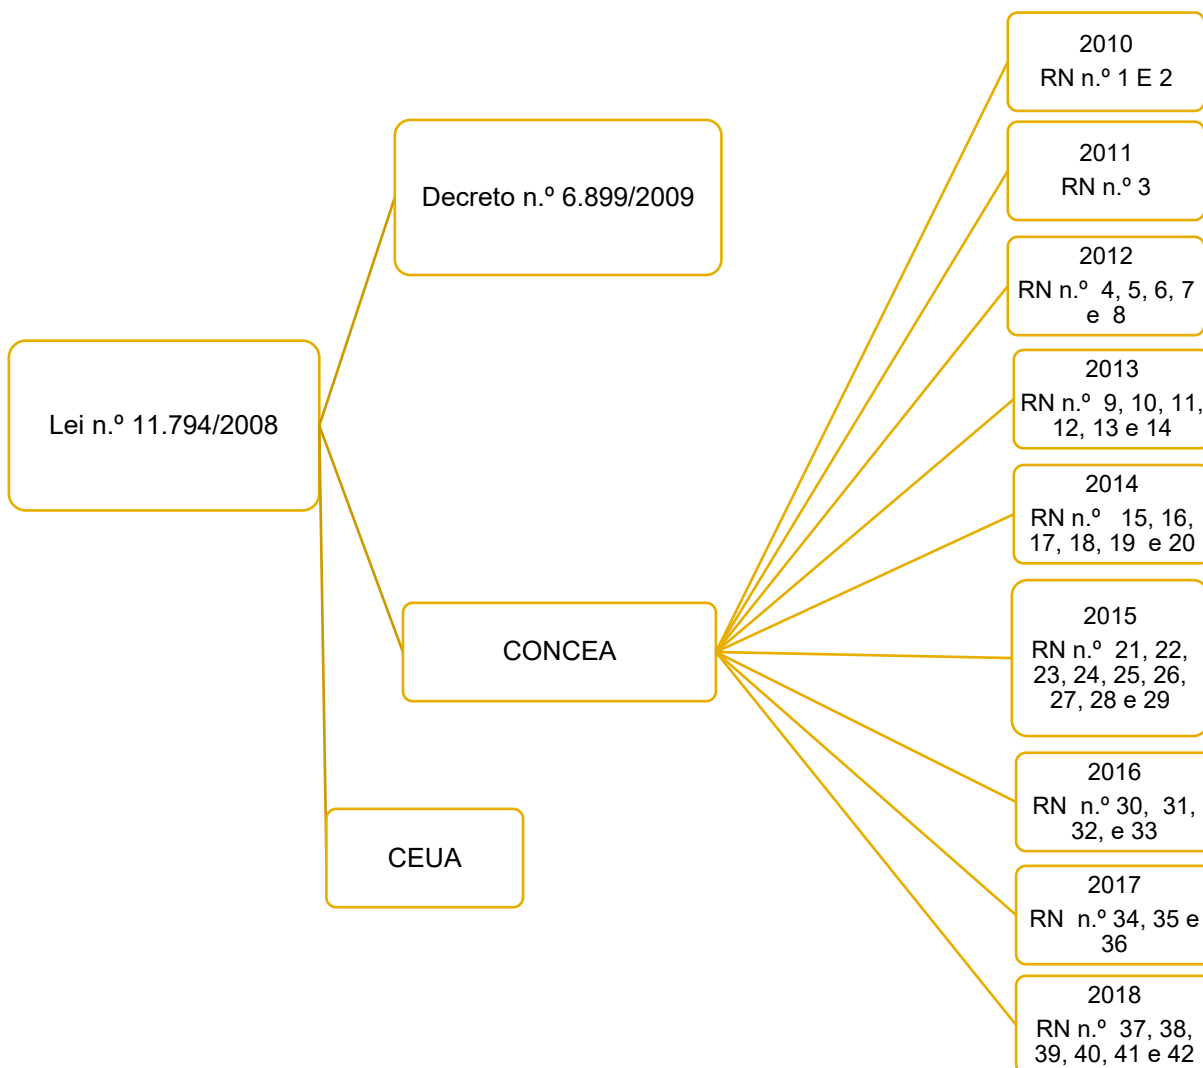 Lei n.º 11.794/2008
Decreto n.º 6.899/2009
CONCEA
CEUA
2010
RN n.º 1 E 2
2011
RN n.º 3
2012
RN n.º 4, 5, 6, 7
e 8
2013
RN n.º 9, 10, 11,
12, 13 e 14
2014
RN n.º 15, 16,
17, 18, 19 e 20
2015
RN n.º 21, 22,
23, 24, 25, 26,
27, 28 e 29
2016
RN n.º 30, 31,
32, e 33
2017
RN n.º 34, 35 e
36
2018
RN n.º 37, 38,
39, 40, 41 e 42